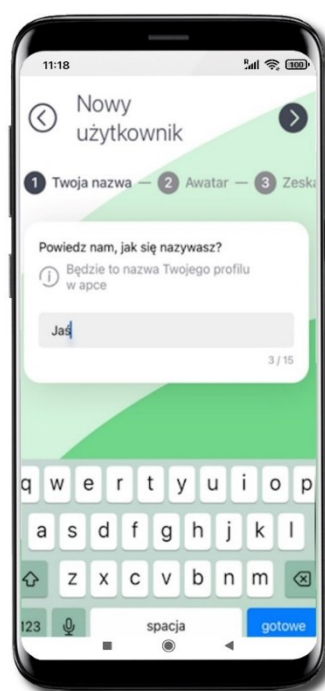 11:18
R
100
Nowy
użytkownik
1 Twoja nazwa — 2 Awatar — 3 Zeska
Powiedz nam, jak się nazywasz?
Będzie to nazwa Twojego profilu
w apce
Jaś
3 / 15
q w e r t y u i o p
a s d f g h j k l
z x c v b n m
123 spacja gotowe